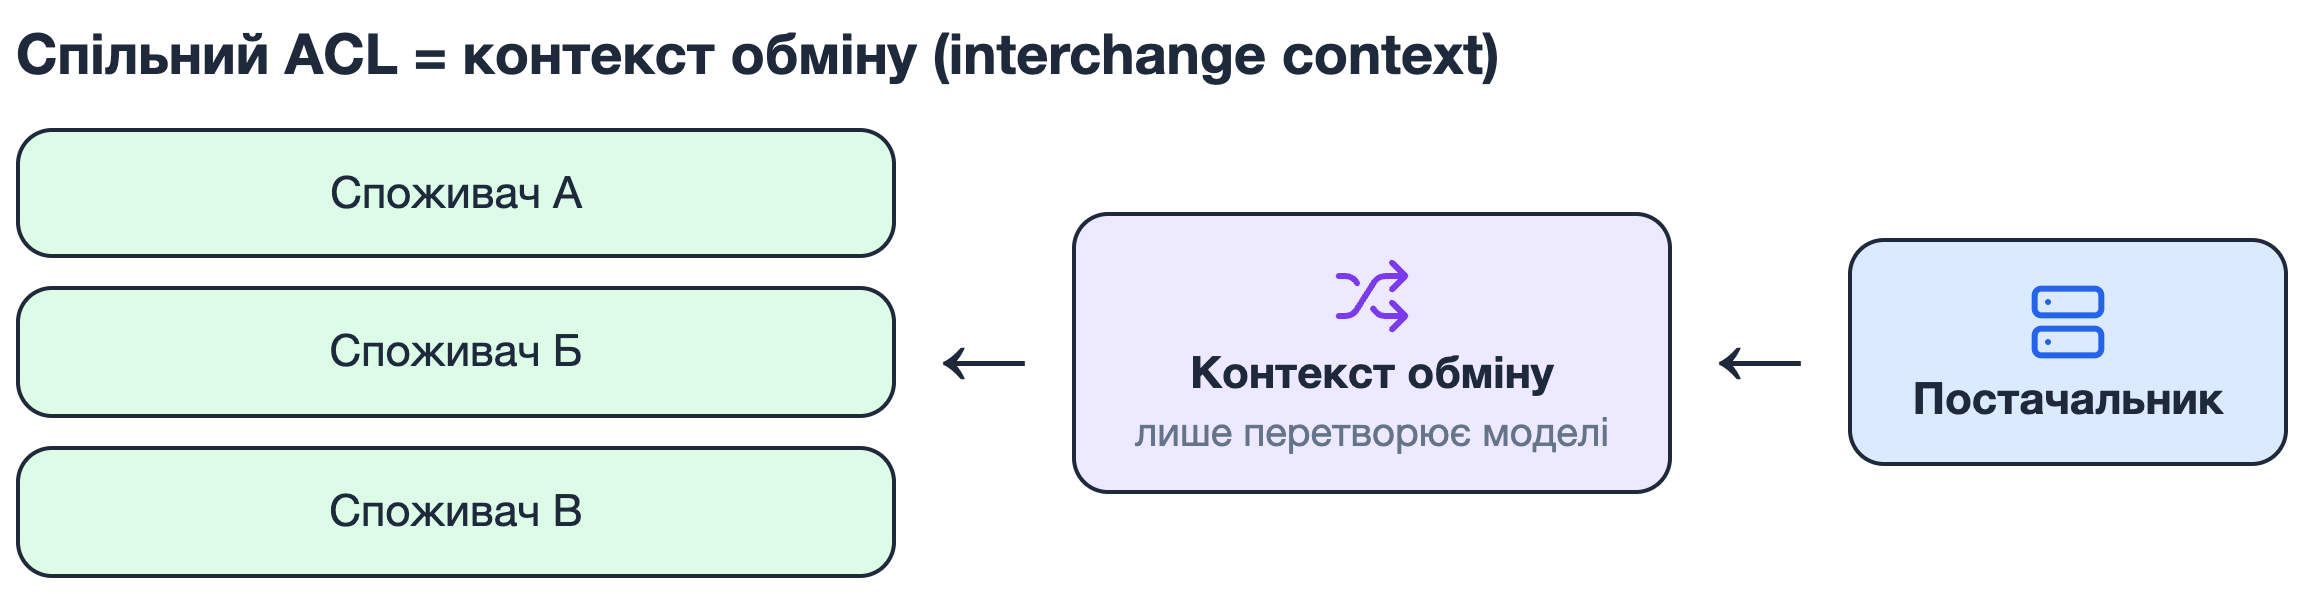 Спільний ACL = контекст обміну (interchange context)
Споживач А
Споживач Б
Споживач В
Контекст обміну
лише перетворює моделі
Постачальник